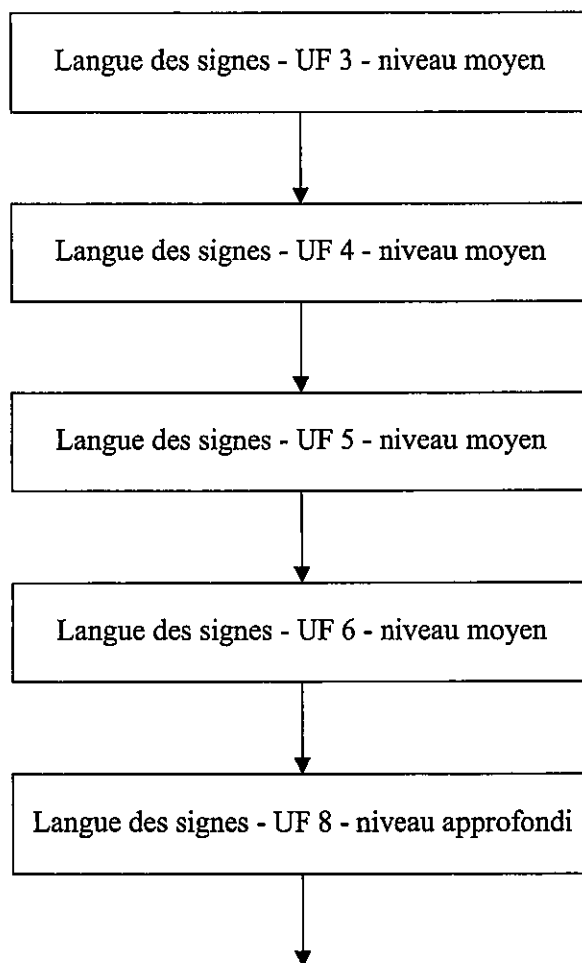 Langue des signes - UF 3 - niveau moyen
Langue des signes - UF 4 - niveau moyen
Langue des signes - UF 5 - niveau moyen
Langue des signes - UF 6 - niveau moyen
Langue des signes - UF 8 - niveau approfondi